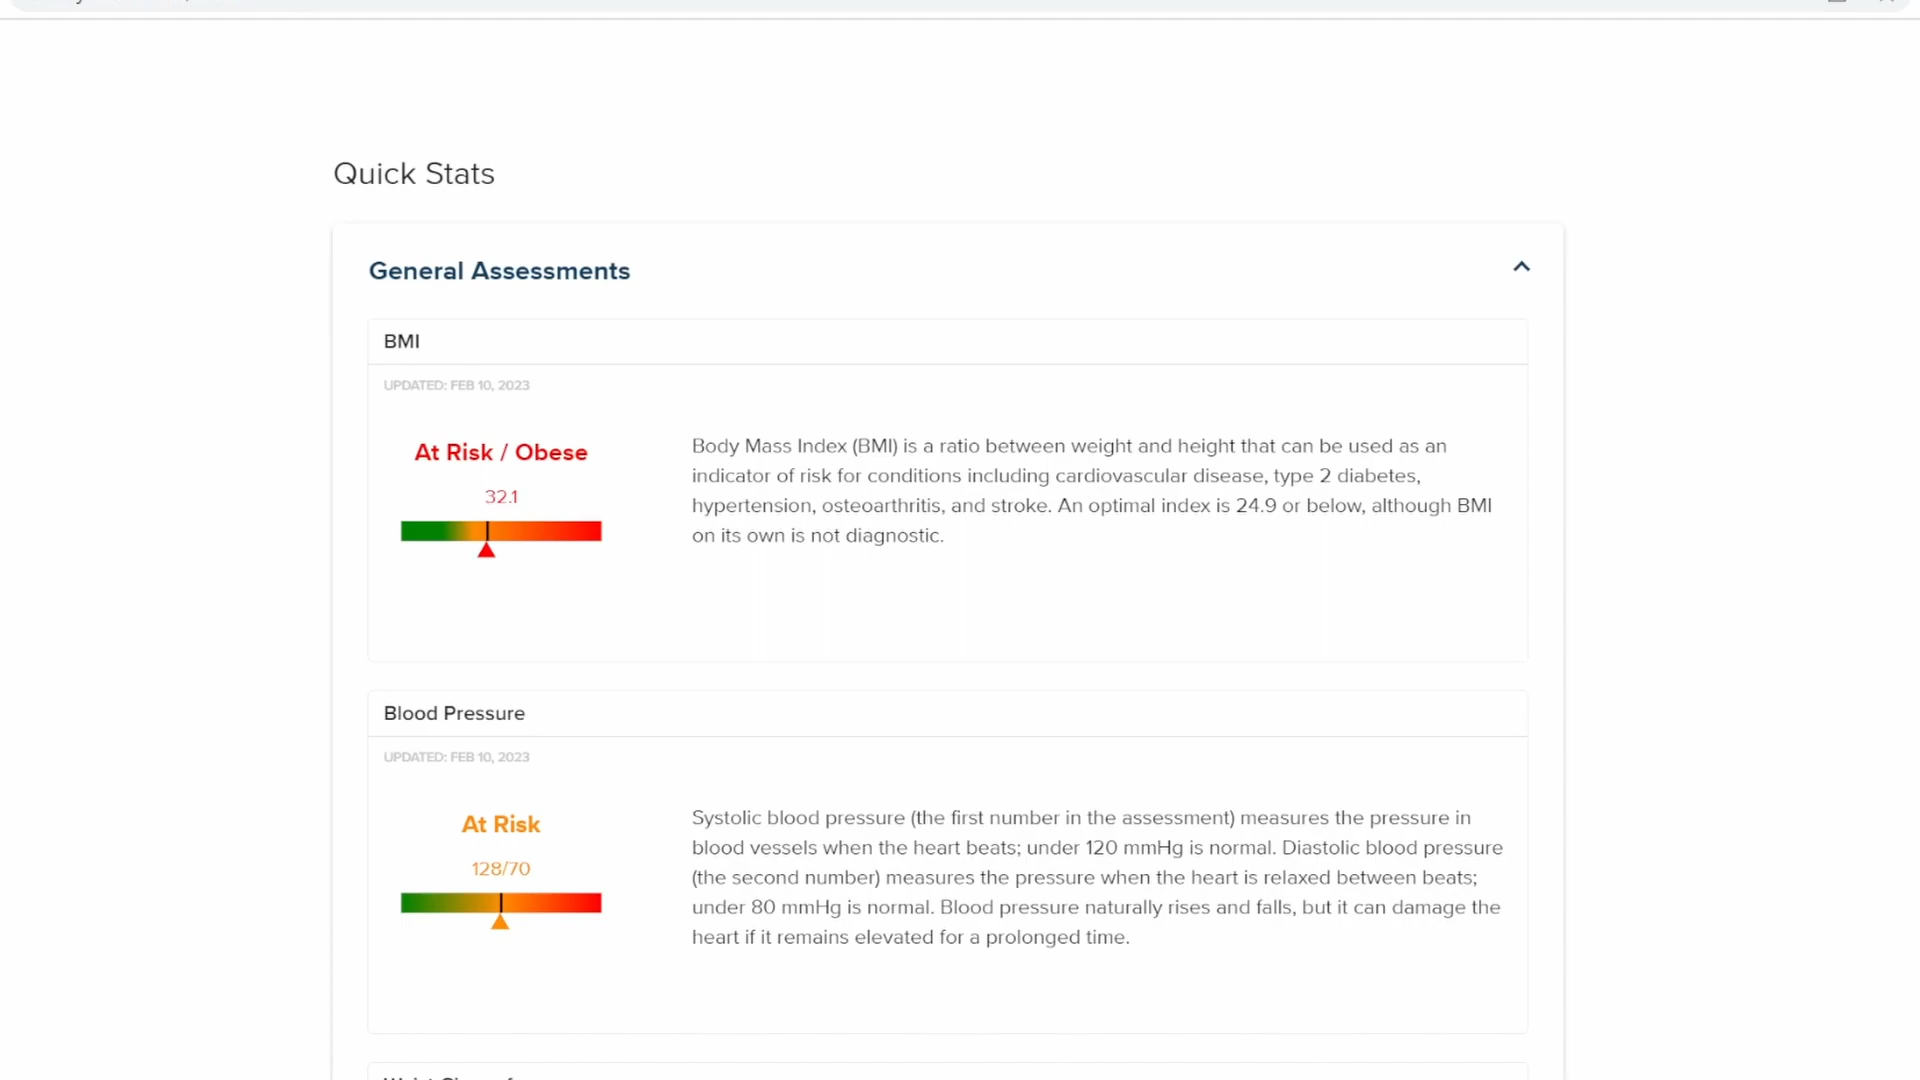 Quick Stats
General Assessments
BMI
UPDATED: FEB 10, 2023
At Risk / Obese
32.1
Body Mass Index (BMI) is a ratio between weight and height that can be used as an
indicator of risk for conditions including cardiovascular disease, type 2 diabetes,
hypertension, osteoarthritis, and stroke. An optimal index is 24.9 or below, although BMI
on its own is not diagnostic.
Blood Pressure
UPDATED: FEB 10, 2023
At Risk
128/70
Systolic blood pressure (the first number in the assessment) measures the pressure in
blood vessels when the heart beats; under 120 mmHg is normal. Diastolic blood pressure
(the second number) measures the pressure when the heart is relaxed between beats;
under 80 mmHg is normal. Blood pressure naturally rises and falls, but it can damage the
heart if it remains elevated for a prolonged time.